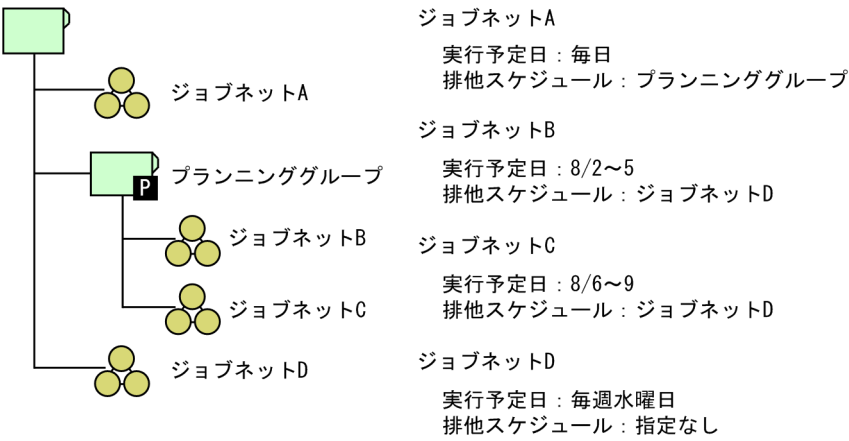 ジョブネットA
プランニンググループ
P
ジョブネットB
ジョブネットC
ジョブネットD
ジョブネットA
実行予定日：毎日
排他スケジュール：プランニンググループ
ジョブネットB
実行予定日：8/2～5
排他スケジュール：ジョブネットD
ジョブネットC
実行予定日：8/6～9
排他スケジュール：ジョブネットD
ジョブネットD
実行予定日：毎週水曜日
排他スケジュール：指定なし